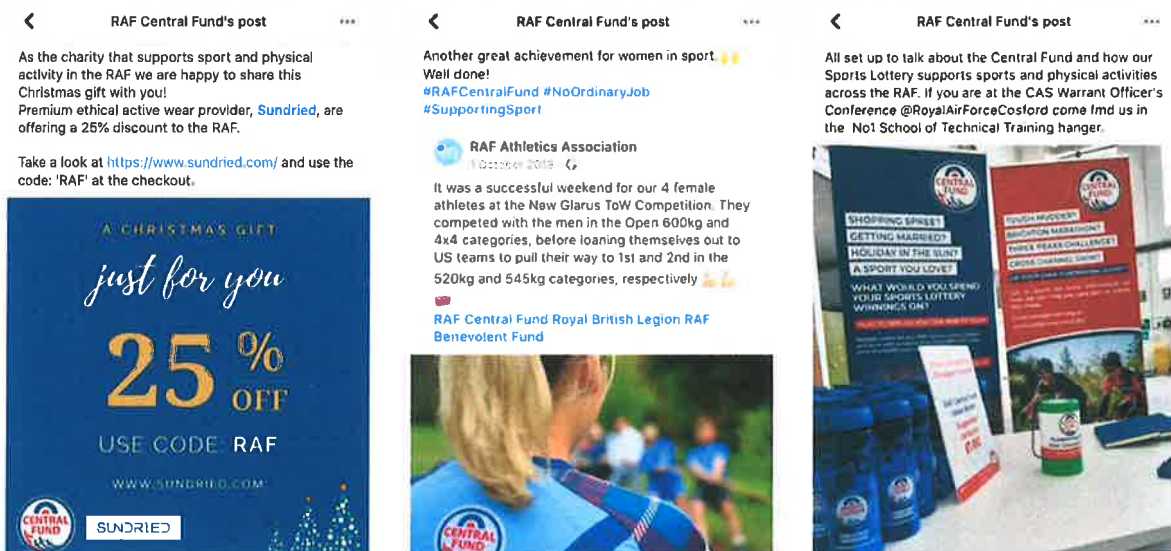 RAF Central Fund's post
As the charity that supports sport and physical
activity in the RAF we are happy to share this
Christmas gift with you!
Premium ethical active wear provider, Sundried, are
offering a 25% discount to the RAF.
Take a look at https://www.sundried.com/ and use the
code: 'RAF' at the checkout.
A CHRISTMAS GIFT
just for you
25% OFF
USE CODE RAF
WWW.SUNDRIED.COM
CENTRAL
FUND
SUNDRIED
RAF Central Fund's post
Another great achievement for women in sport.
Well done!
#RAFCentralFund #NoOrdinaryJob
#SupportingSport
RAF Athletics Association
October 2019
It was a successful weekend for our 4 female
athletes at the New Glarus ToW Competition. They
competed with the men in the Open 600kg and
4x4 categories, before loaning themselves out to
US teams to pull their way to 1st and 2nd in the
520kg and 545kg categories, respectively
RAF Central Fund Royal British Legion RAF
Benevolent Fund
CENTRAL
FUND
RAF Central Fund's post
All set up to talk about the Central Fund and how our
Sports Lottery supports sports and physical activities
across the RAF. If you are at the CAS Warrant Officer's
Conference @RoyalAirForceCosford come fmd us in
the No1 School of Technical Training hanger.
CENTRAL
FUND
SHOPPING SPREE?
GETTING MARRIED?
HOLIDAY IN THE SUN?
A SPORT YOU LOVE?
WHAT WOULD YOU SPEND
YOUR SPORTS LOTTERY
WINNINGS ON?
CENTRAL
FUND
TOUGH MUDDER?
BRIGHTON MARATHON?
THREE PEAKS CHALLENGE?
CROSS CHANNEL SWIM?